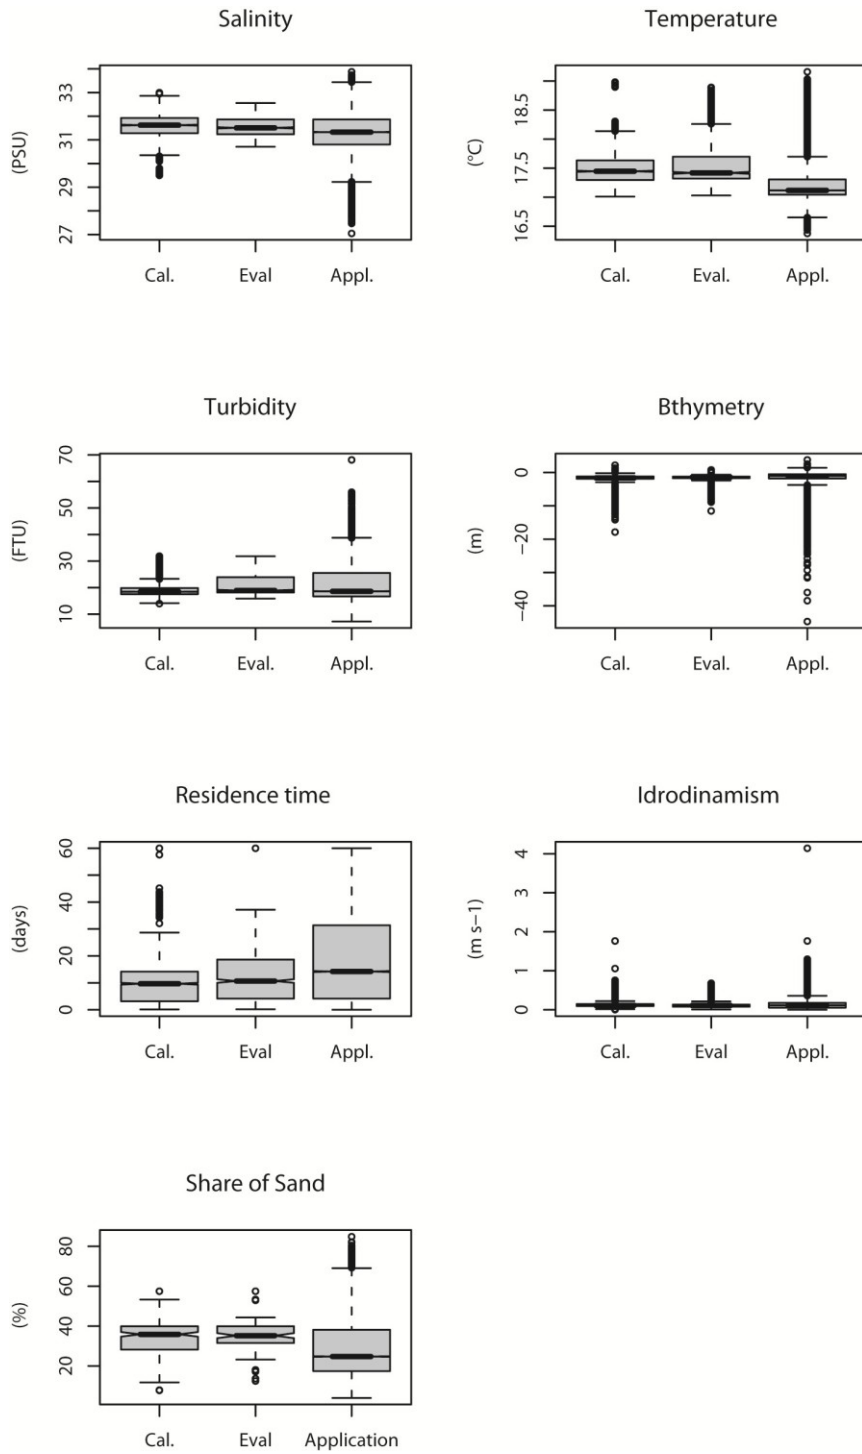 Salinity
Temperature
33
31
29
27
(PSU)
Cal.
Eval
Appl.
18.5
17.5
16.5
(°C)
Cal.
Eval.
Appl.
Turbidity
Bthymetry
70
50
30
10
(FTU)
Cal.
Eval.
Appl.
0
−20
−40
(m)
Cal.
Eval.
Appl.
Residence time
Idrodinamism
60
40
20
0
(days)
Cal.
Eval
Appl.
4
3
2
1
0
(m s−1)
Cal.
Eval
Appl.
Share of Sand
80
60
40
20
(%)
Cal.
Eval
Application